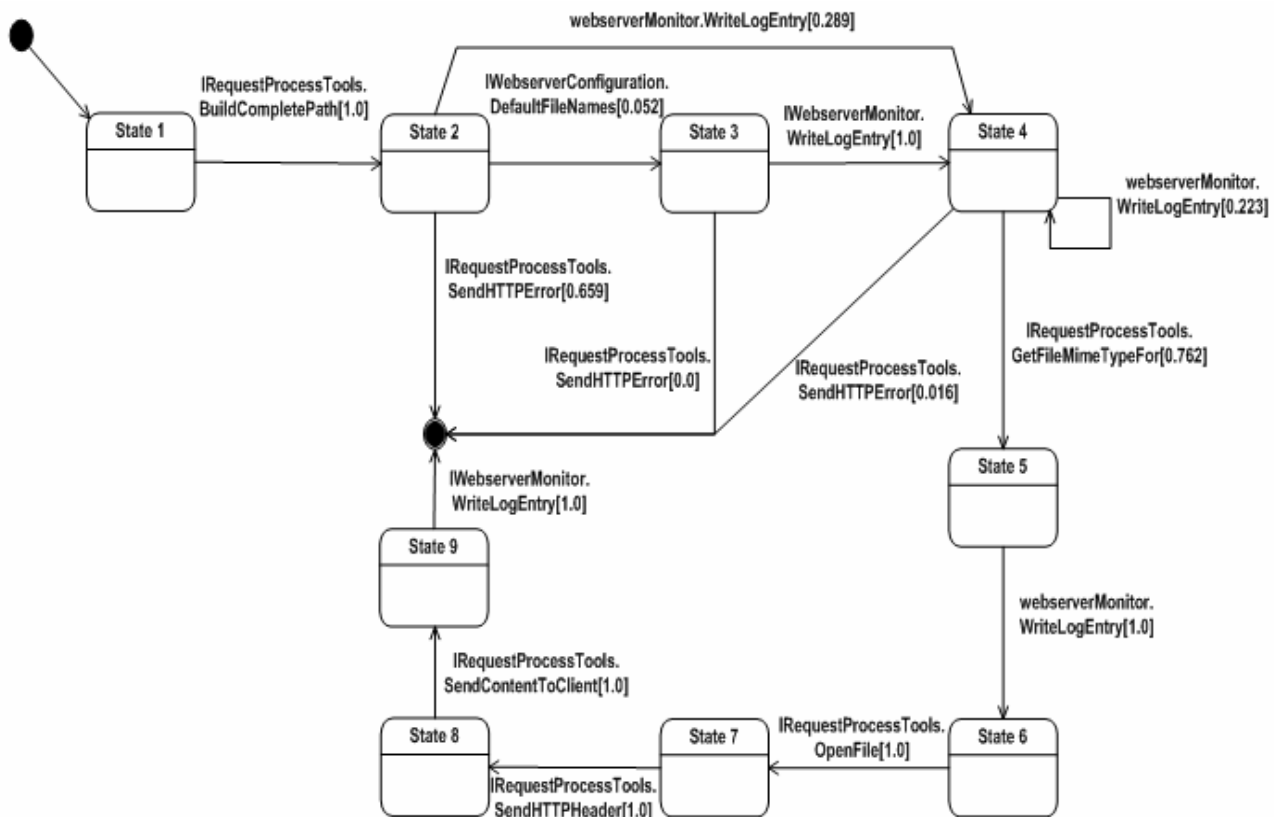 webserverMonitor.WriteLogEntry[0.289]
IRequestProcessTools.
BuildCompletePath[1.0]
IWebserverConfiguration.
DefaultFileNames[0.052]
IWebserverMonitor.
WriteLogEntry[1.0]
State 1
State 2
State 3
State 4
webserverMonitor.
WriteLogEntry[0.223]
IRequestProcessTools.
SendHTTPError[0.659]
IRequestProcessTools.
SendHTTPError[0.0]
IRequestProcessTools.
SendHTTPError[0.016]
IRequestProcessTools.
GetFileMimeTypeFor[0.762]
State 5
IWebserverMonitor.
WriteLogEntry[1.0]
State 9
webserverMonitor.
WriteLogEntry[1.0]
IRequestProcessTools.
SendContentToClient[1.0]
State 8
State 7
IRequestProcessTools.
OpenFile[1.0]
State 6
IRequestProcessTools.
SendHTTPHeader[1.0]